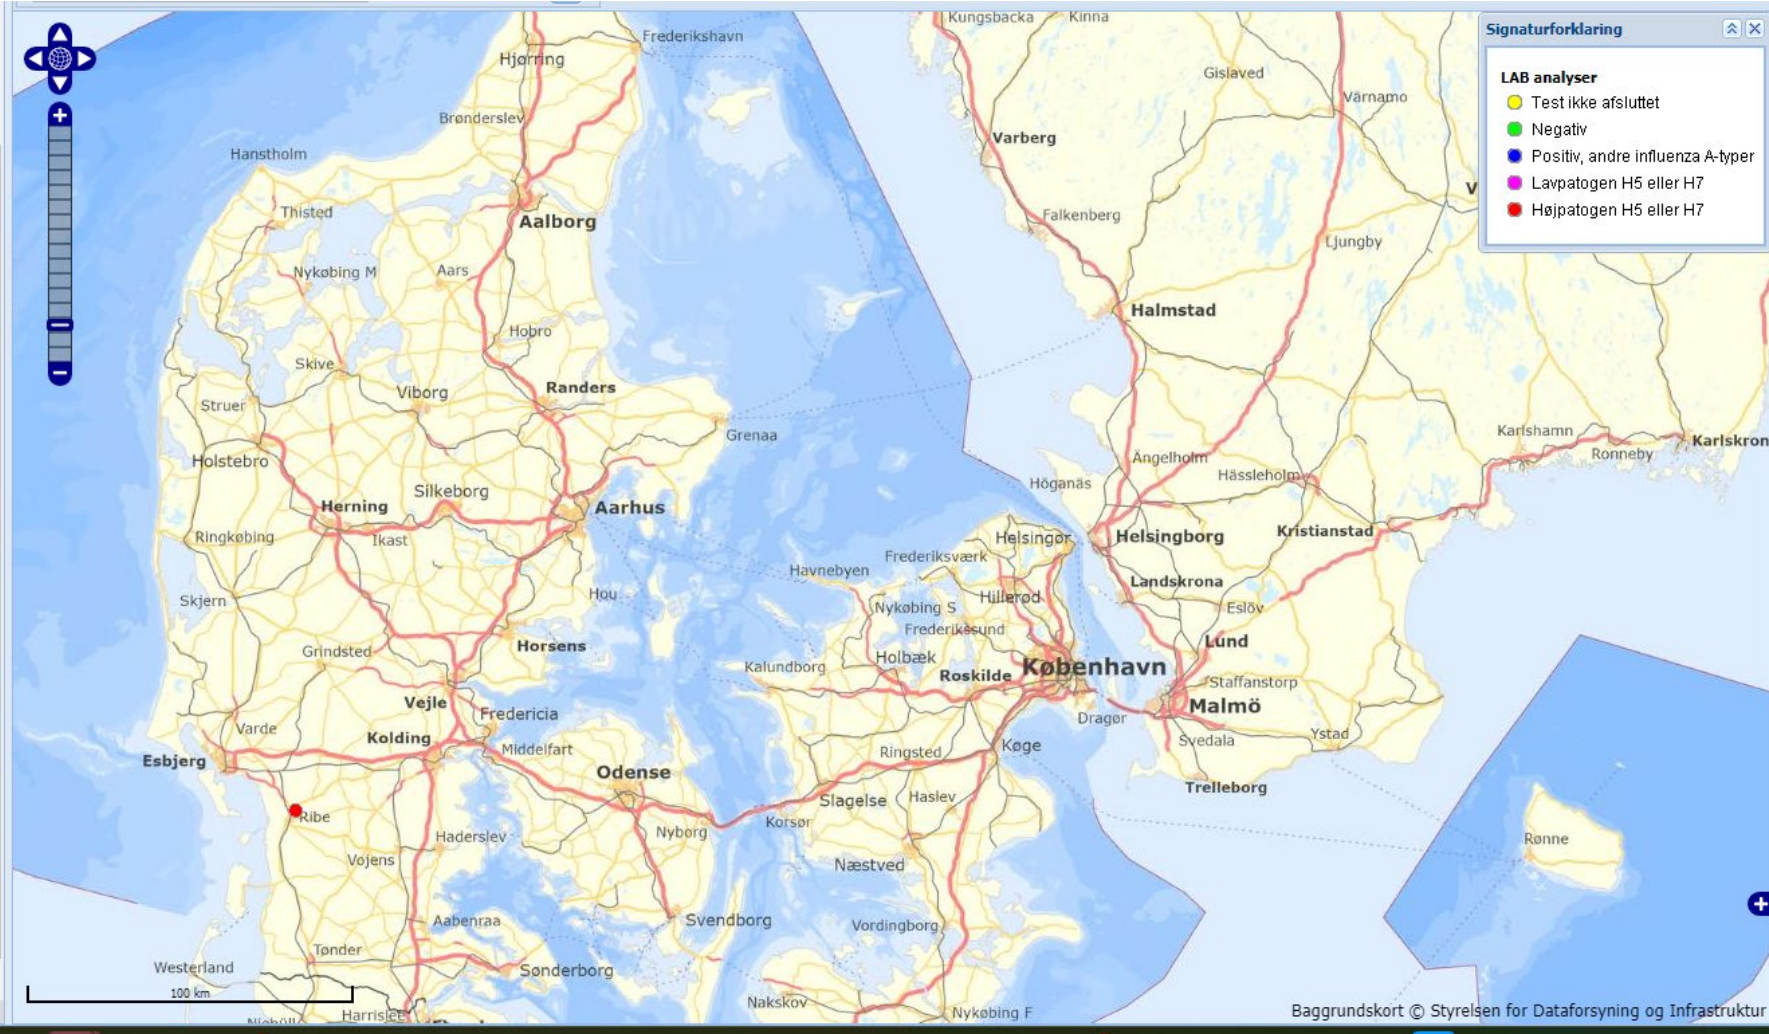 Signaturforklaring
LAB analyser
Test ikke afsluttet
Negativ
Positiv, andre influenza A-typer
Lavpatogen H5 eller H7
Højpatogen H5 eller H7
Kungsbacka
Kinna
Frederikshavn
Hjørring
Gislaved
Värnamo
Brønderslev
Varberg
Hanstholm
Thisted
Aalborg
Falkenberg
Ljungby
Nykøbing M
Aars
Halmstad
Hobro
Skive
Viborg
Randers
Struer
Grenaa
Karlshamn
Karlskron
Ronneby
Holstebro
Ängelholm
Hässleholm
Höganäs
Silkeborg
Herning
Aarhus
Ringkøbing
Ikast
Helsingør
Helsingborg
Kristianstad
Frederiksværk
Havnebyen
Landskrona
Hou
Skjern
Nykøbing S
Hillerød
Eslöv
Frederikssund
Lund
Horsens
Grindsted
Holbæk
Kalundborg
Roskilde
København
Staffanstorp
Vejle
Malmö
Fredericia
Dragør
Varde
Kolding
Middelfart
Ringsted
Køge
Svedala
Ystad
Esbjerg
Odense
Trelleborg
Slagelse
Haslev
Ribe
Korsør
Nyborg
Haderslev
Rønne
Vojens
Næstved
Aabenraa
Svendborg
Vordingborg
Tønder
Westerland
Sønderborg
100 km
Nakskov
Nykøbing F
Harrislee
Baggrundskort © Styrelsen for Dataforsyning og Infrastruktur